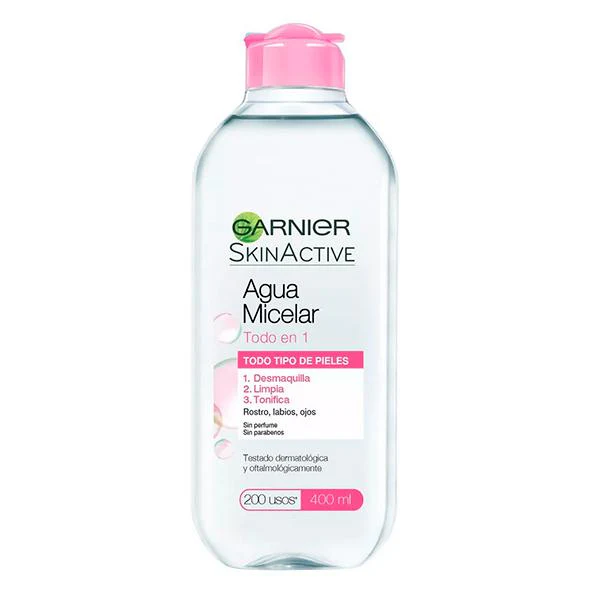 GARNIER
SKINACTIVE
Agua
Micelar
Todo en 1
TODO TIPO DE PIELES
1. Desmaquilla
2. Limpia
3. Tonifica
Rostro, labios, ojos
Sin perfume
Sin parabenos
Testado dermatológica
y oftalmológicamente
200 usos* 400 ml